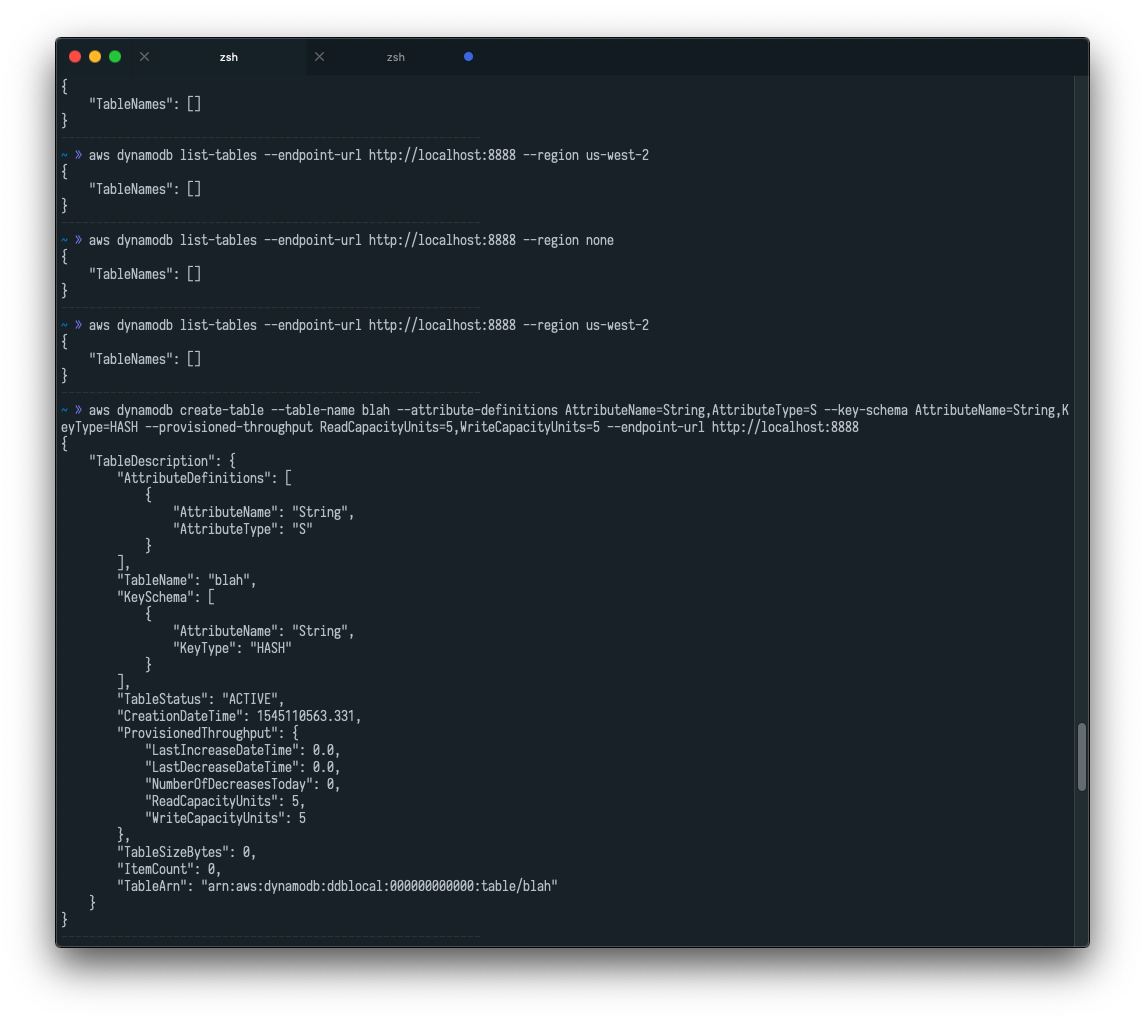 zsh zsh
{
    "TableNames": []
}
~ » aws dynamodb list-tables --endpoint-url http://localhost:8888 --region us-west-2
{
    "TableNames": []
}
~ » aws dynamodb list-tables --endpoint-url http://localhost:8888 --region none
{
    "TableNames": []
}
~ » aws dynamodb list-tables --endpoint-url http://localhost:8888 --region us-west-2
{
    "TableNames": []
}
~ » aws dynamodb create-table --table-name blah --attribute-definitions AttributeName=String,AttributeType=S --key-schema AttributeName=String,K
eyType=HASH --provisioned-throughput ReadCapacityUnits=5,WriteCapacityUnits=5 --endpoint-url http://localhost:8888
{
    "TableDescription": {
        "AttributeDefinitions": [
            {
                "AttributeName": "String",
                "AttributeType": "S"
            }
        ],
        "TableName": "blah",
        "KeySchema": [
            {
                "AttributeName": "String",
                "KeyType": "HASH"
            }
        ],
        "TableStatus": "ACTIVE",
        "CreationDateTime": 1545110563.331,
        "ProvisionedThroughput": {
            "LastIncreaseDateTime": 0.0,
            "LastDecreaseDateTime": 0.0,
            "NumberOfDecreasesToday": 0,
            "ReadCapacityUnits": 5,
            "WriteCapacityUnits": 5
        },
        "TableSizeBytes": 0,
        "ItemCount": 0,
        "TableArn": "arn:aws:dynamodb:ddblocal:000000000000:table/blah"
    }
}